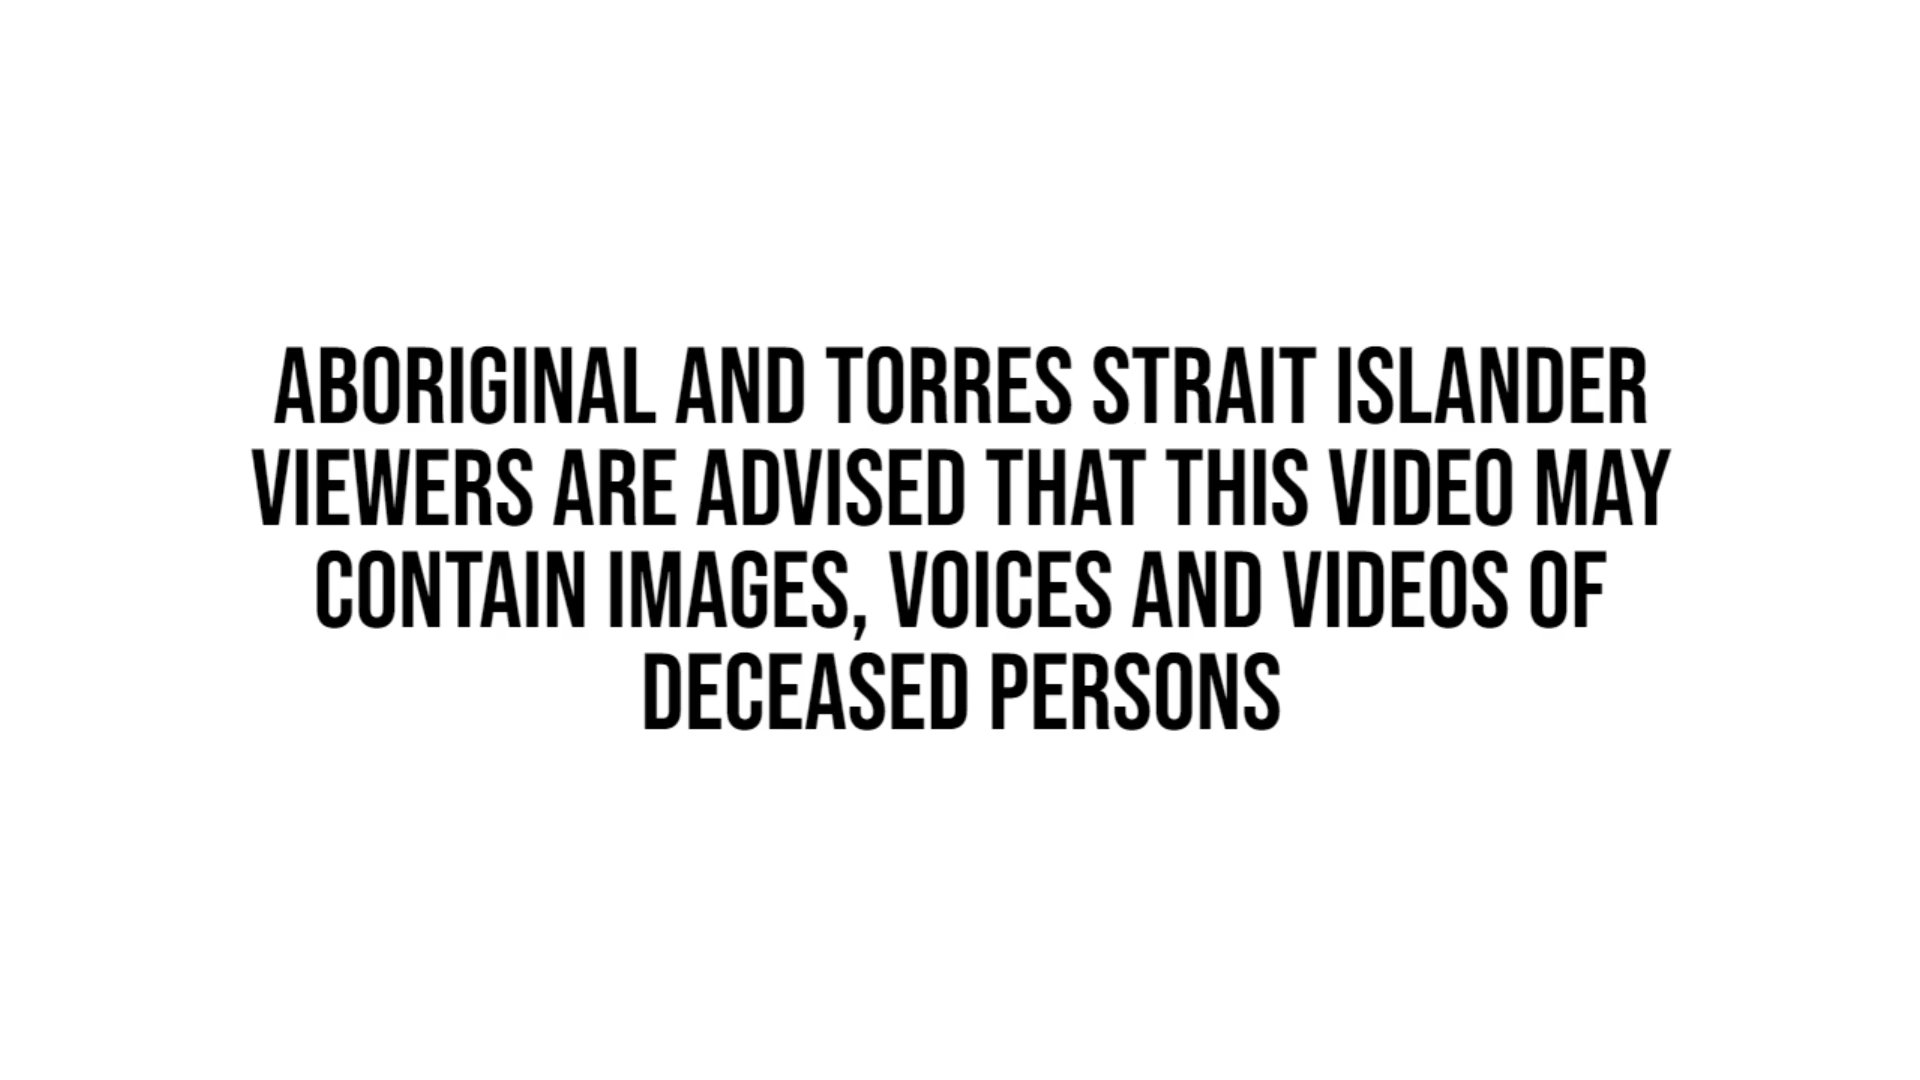 ABORIGINAL AND TORRES STRAIT ISLANDER
VIEWERS ARE ADVISED THAT THIS VIDEO MAY
CONTAIN IMAGES, VOICES AND VIDEOS OF
DECEASED PERSONS